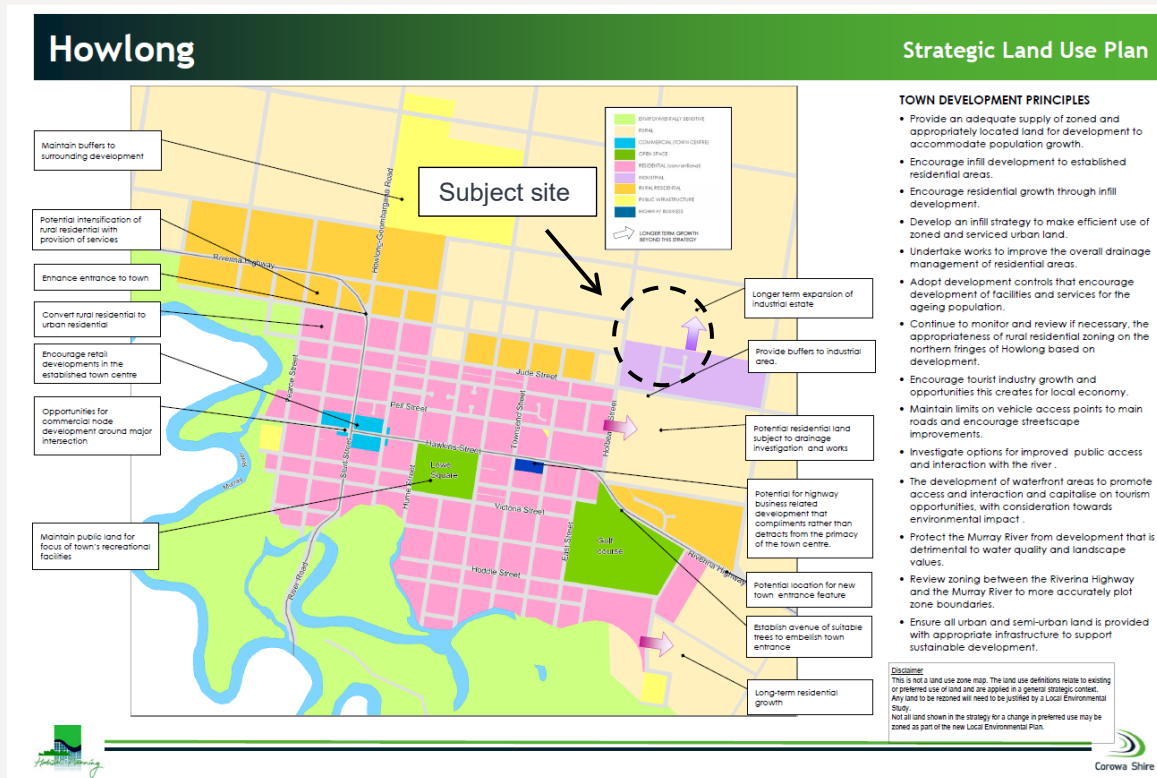 Howlong
Strategic Land Use Plan
Maintain buffers to
surrounding development
Potential intensification of
rural residential with
provision of services
Enhance entrance to town
Convert rural residential to
urban residential
Encourage retail
developments in the
established town centre
Opportunities for
commercial node
development around major
intersection
Maintain public land for
focus of town's recreational
facilities
Subject site
ENVIRONMENTALLY SENSITIVE
RURAL
COMMERCIAL (TOWN CENTRE)
OPEN SPACE
RESIDENTIAL (conventional)
INDUSTRIAL
RURAL RESIDENTIAL
PUBLIC INFRASTRUCTURE
HIGHWAY BUSINESS
LONGER TERM GROWTH
BEYOND THIS STRATEGY
Howlong-Goombargana Road
Riverina Highway
Pearce Street
Jude Street
Pell Street
Townsend Street
Hawkins Street
Sturt Street
Lowe
Square
Hume Street
Victoria Street
East Street
Golf
course
Hoddle Street
River Road
Riverina Highway
Murray
River
Longer term expansion of
industrial estate
Provide buffers to industrial
area.
Potential residential land
subject to drainage
investigation and works
Potential for highway
business related
development that
compliments rather than
detracts from the primacy
of the town centre.
Potential location for new
town entrance feature
Establish avenue of suitable
trees to embelish town
entrance
Long-term residential
growth
TOWN DEVELOPMENT PRINCIPLES
• Provide an adequate supply of zoned and
appropriately located land for development to
accommodate population growth.
• Encourage infill development to established
residential areas.
• Encourage residential growth through infill
development.
• Develop an infill strategy to make efficient use of
zoned and serviced urban land.
• Undertake works to improve the overall drainage
management of residential areas.
• Adopt development controls that encourage
development of facilities and services for the
ageing population.
• Continue to monitor and review if necessary, the
appropriateness of rural residential zoning on the
northern fringes of Howlong based on
development.
• Encourage tourist industry growth and
opportunities this creates for local economy.
• Maintain limits on vehicle access points to main
roads and encourage streetscape
improvements.
• Investigate options for improved public access
and interaction with the river .
• The development of waterfront areas to promote
access and interaction and capitalise on tourism
opportunities, with consideration towards
environmental impact .
• Protect the Murray River from development that is
detrimental to water quality and landscape
values.
• Review zoning between the Riverina Highway
and the Murray River to more accurately plot
zone boundaries.
• Ensure all urban and semi-urban land is provided
with appropriate infrastructure to support
sustainable development.
Disclaimer
This is not a land use zone map. The land use definitions relate to existing
or preferred use of land and are applied in a general strategic context.
Any land to be rezoned will need to be justified by a Local Environmental
Study.
Not all land shown in the strategy for a change in preferred use may be
zoned as part of the new Local Environmental Plan.
Corowa Shire